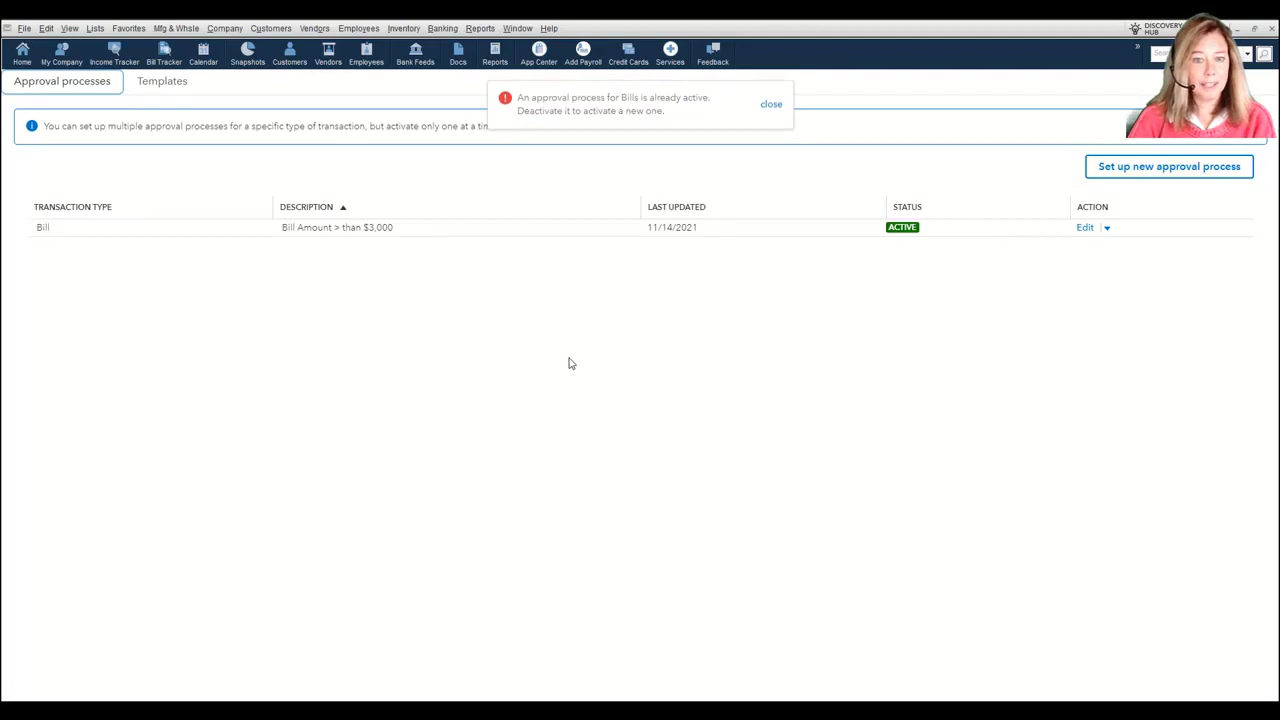 File Edit View Lists Favorites Mfg & Whsle Company Customers Vendors Employees Inventory Banking Reports Window Help
DISCOVERY
HUB
Home My Company Income Tracker Bill Tracker Calendar Snapshots Customers Vendors Employees Bank Feeds Docs Reports App Center Add Payroll Credit Cards Services Feedback
Approval processes Templates
An approval process for Bills is already active.
Deactivate it to activate a new one.
close
You can set up multiple approval processes for a specific type of transaction, but activate only one at a
Set up new approval process
TRANSACTION TYPE DESCRIPTION LAST UPDATED STATUS ACTION
Bill Bill Amount > than $3,000 11/14/2021 ACTIVE Edit